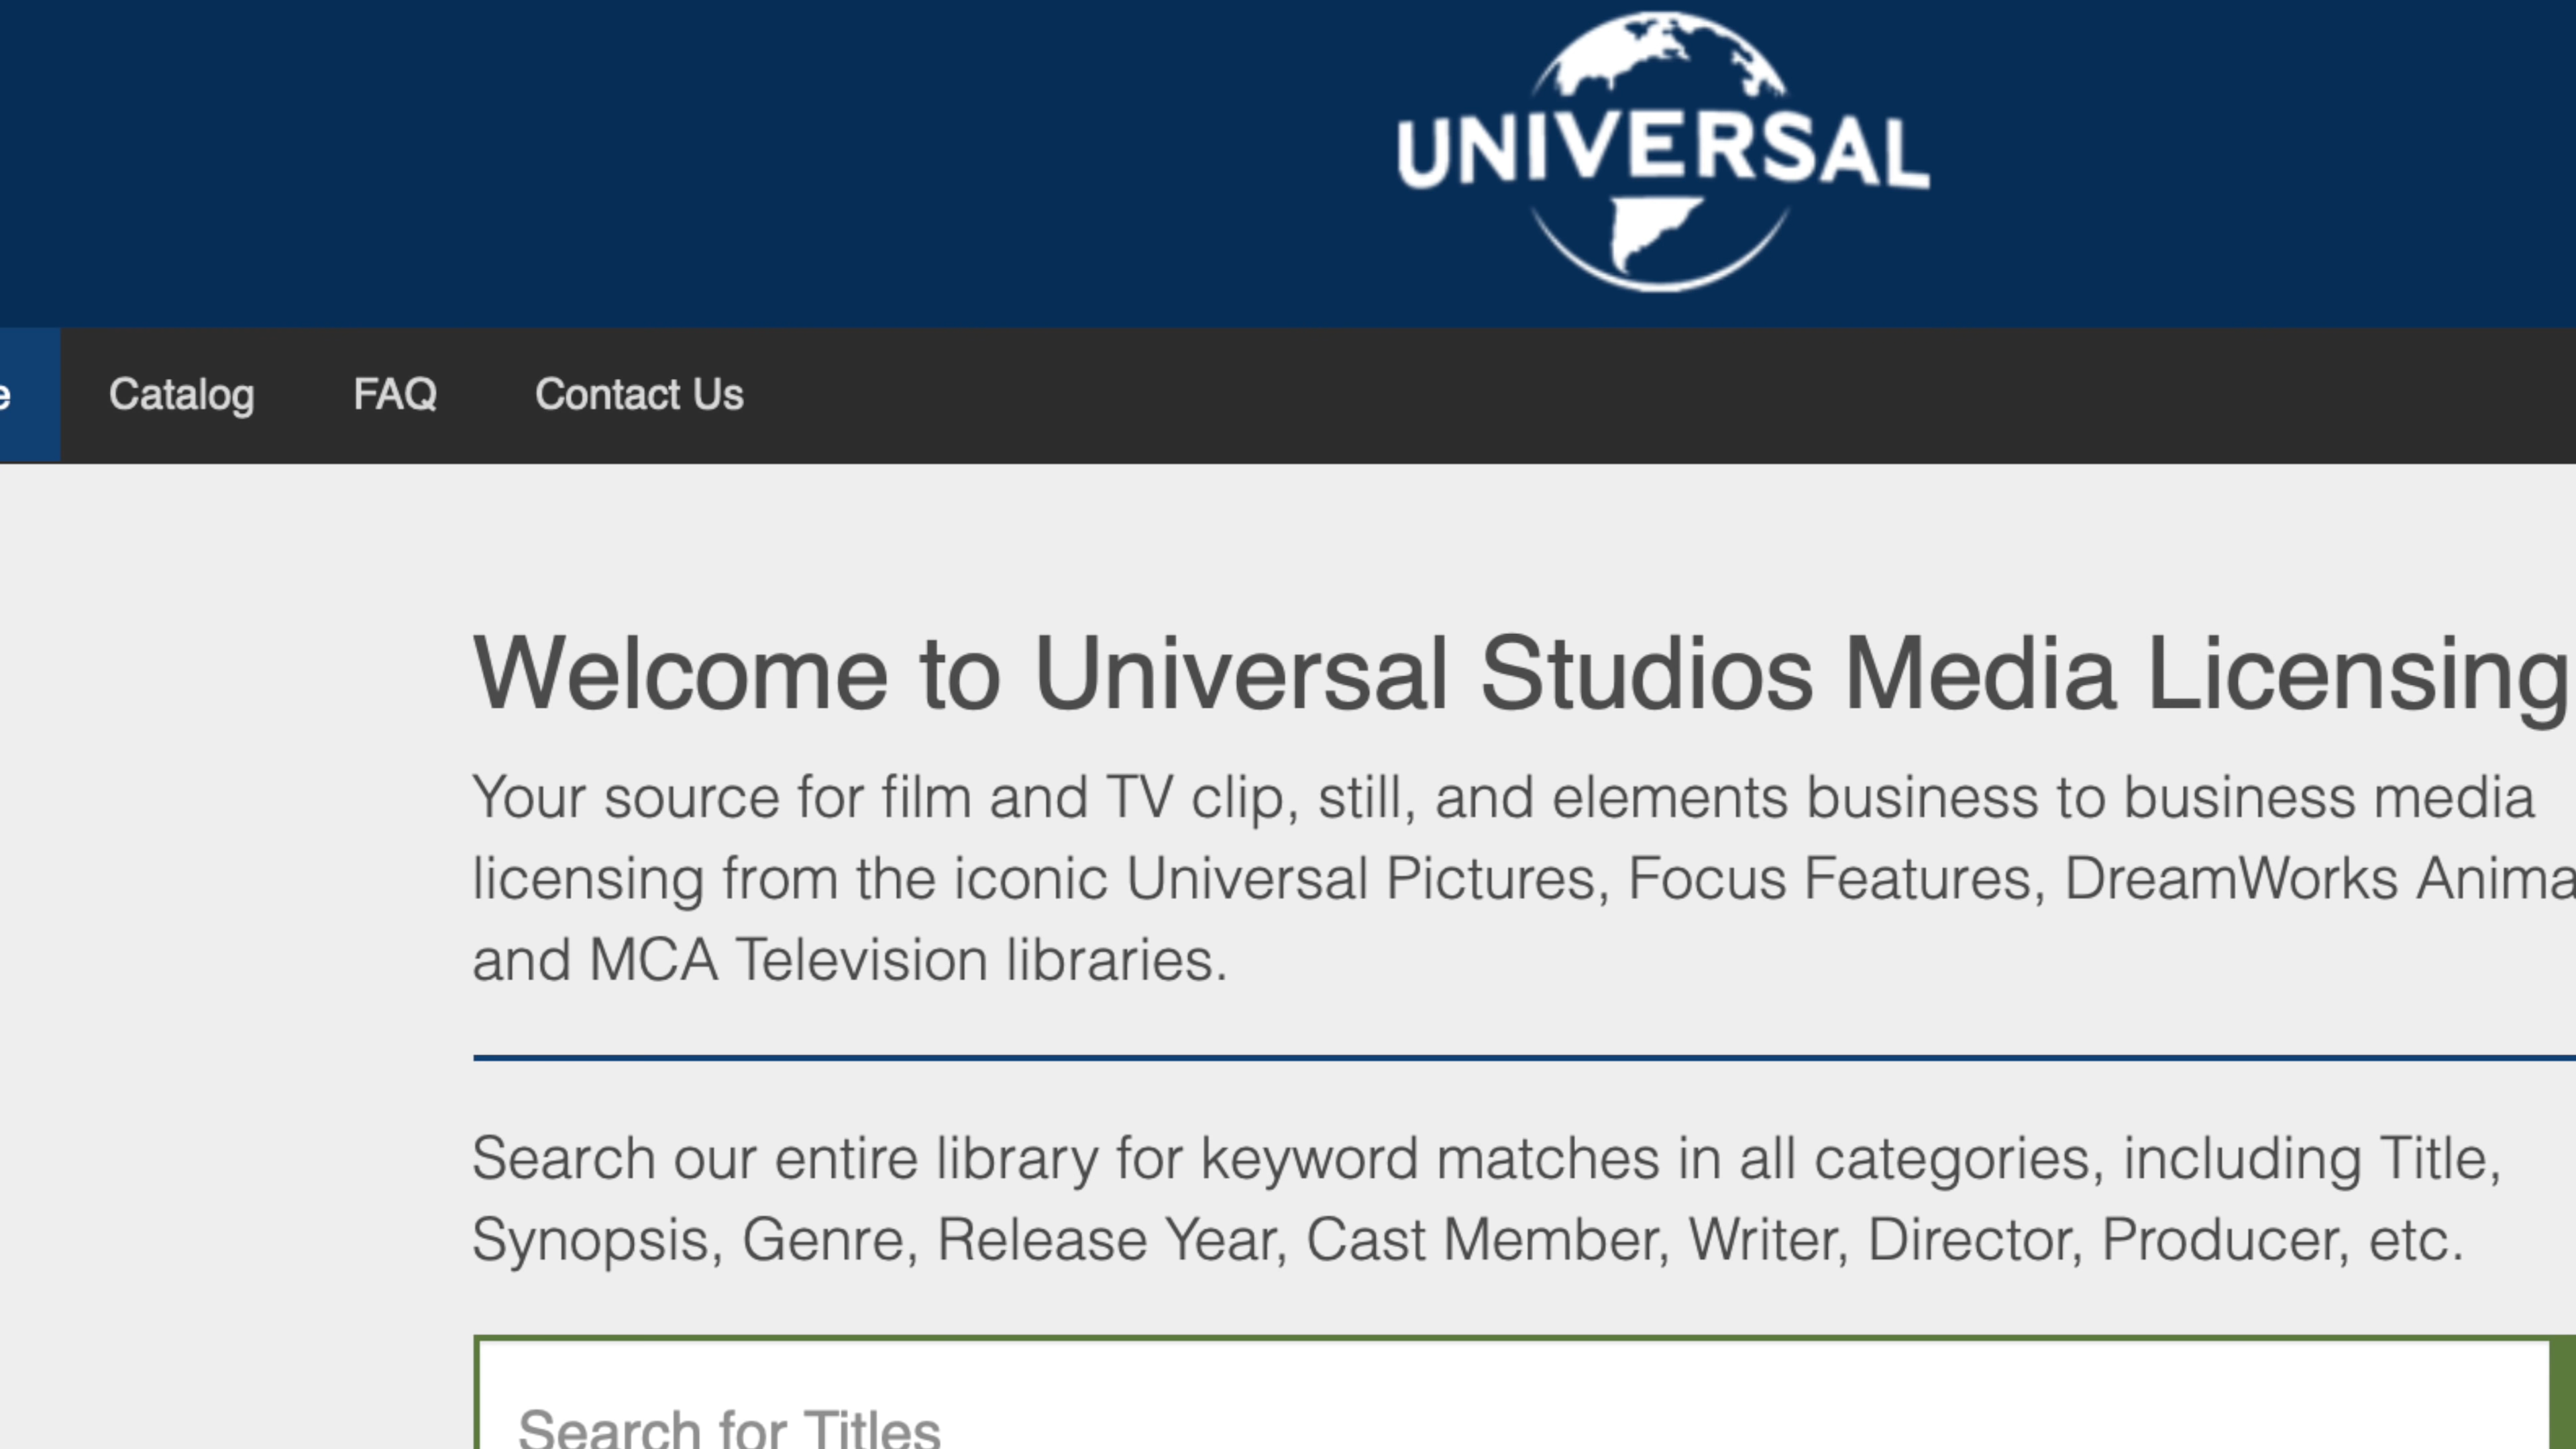 UNIVERSAL
Catalog FAQ Contact Us
Welcome to Universal Studios Media Licensing
Your source for film and TV clip, still, and elements business to business media
licensing from the iconic Universal Pictures, Focus Features, DreamWorks
and MCA Television libraries.
Search our entire library for keyword matches in all categories, including Title,
Synopsis, Genre, Release Year, Cast Member, Writer, Director, Producer, etc.
Search for Titles